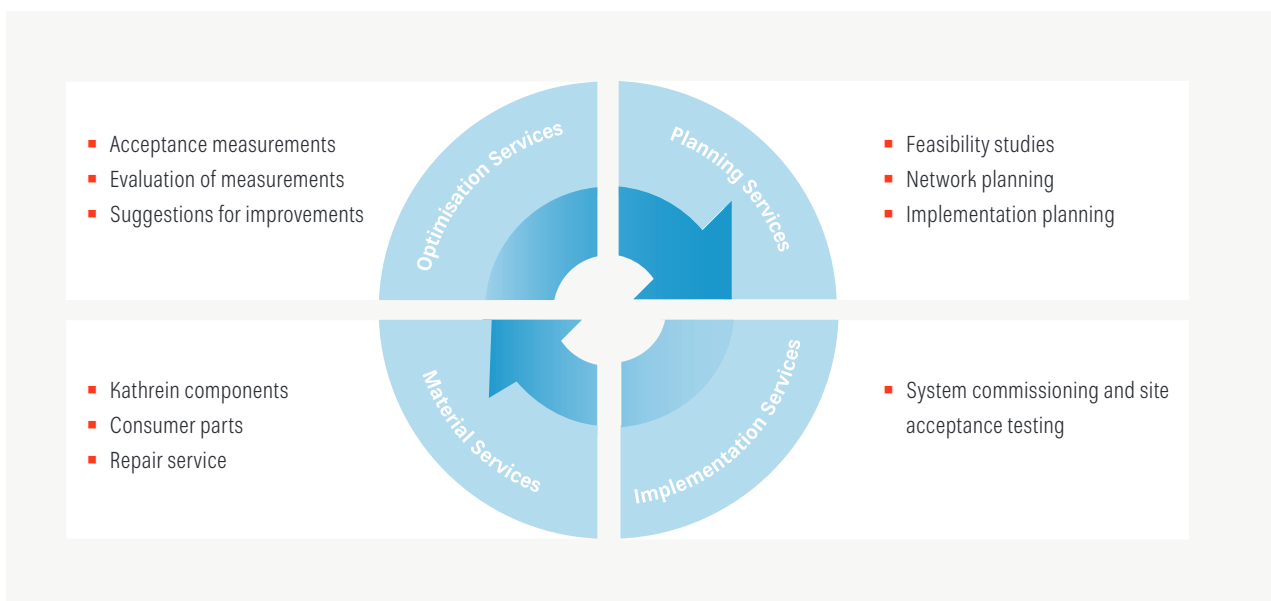 Optimisation Services
Acceptance measurements
Evaluation of measurements
Suggestions for improvements
Planning Services
Feasibility studies
Network planning
Implementation planning
Material Services
Kathrein components
Consumer parts
Repair service
Implementation Services
System commissioning and site
acceptance testing